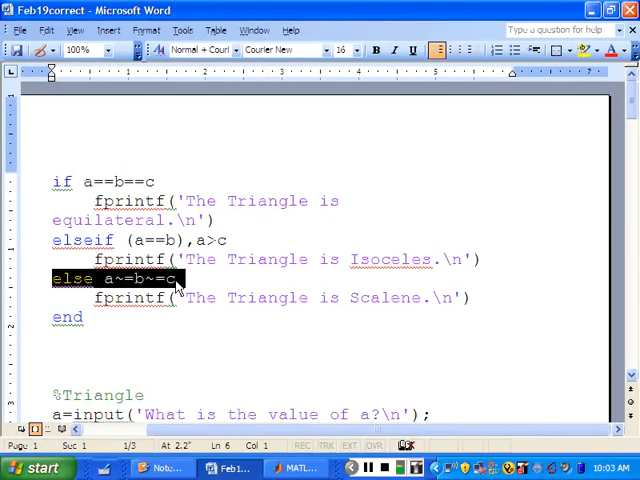 Feb19correct - Microsoft Word
File Edit View Insert Format Tools Table Window Help
Type a question for help
100% Normal + Couri Courier New 16 B I U
if a==b==c
fprintf('The Triangle is
equilateral.\n')
elseif (a==b),a>c
fprintf('The Triangle is Isoceles.\n')
else a~=b~=c
fprintf('The Triangle is Scalene.\n')
end
%Triangle
a=input('What is the value of a?\n');
Page 1 Sec 1 1/3 At 2.2" Ln 6 Col 1 REC TRK EXT OVR
start Note... Feb1... MATL... 10:03 AM